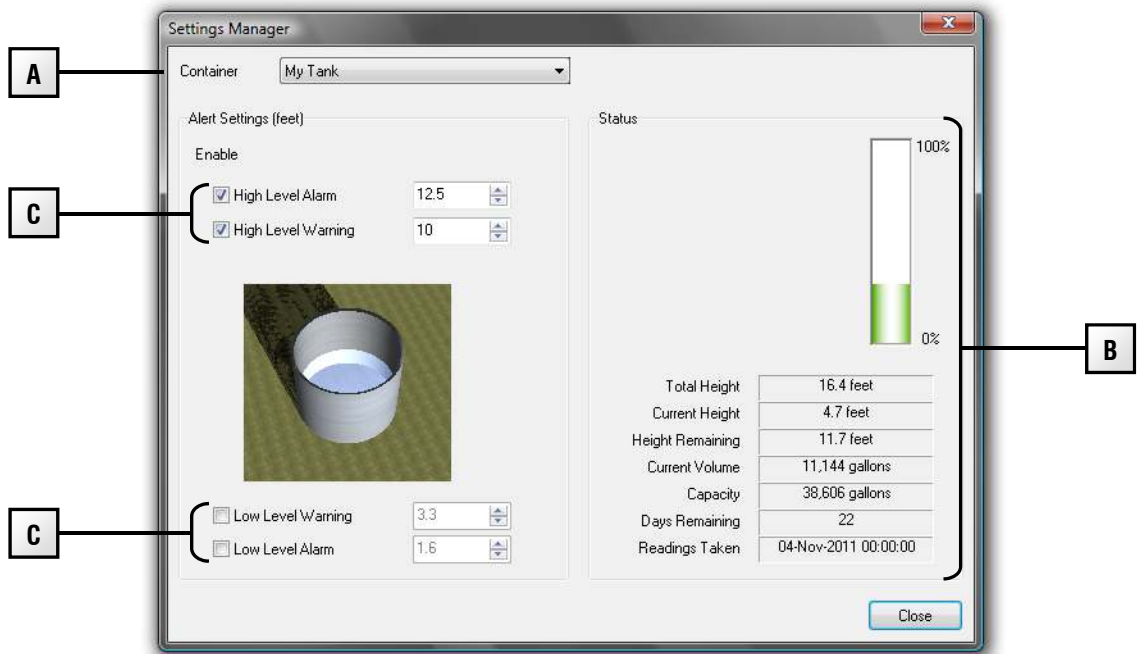 Settings Manager
A
Container My Tank
Alert Settings (feet)
Enable
C
High Level Alarm 12.5
High Level Warning 10
C
Low Level Warning 3.3
Low Level Alarm 1.6
Status
100%
0%
B
Total Height 16.4 feet
Current Height 4.7 feet
Height Remaining 11.7 feet
Current Volume 11,144 gallons
Capacity 38,606 gallons
Days Remaining 22
Readings Taken 04-Nov-2011 00:00:00
Close